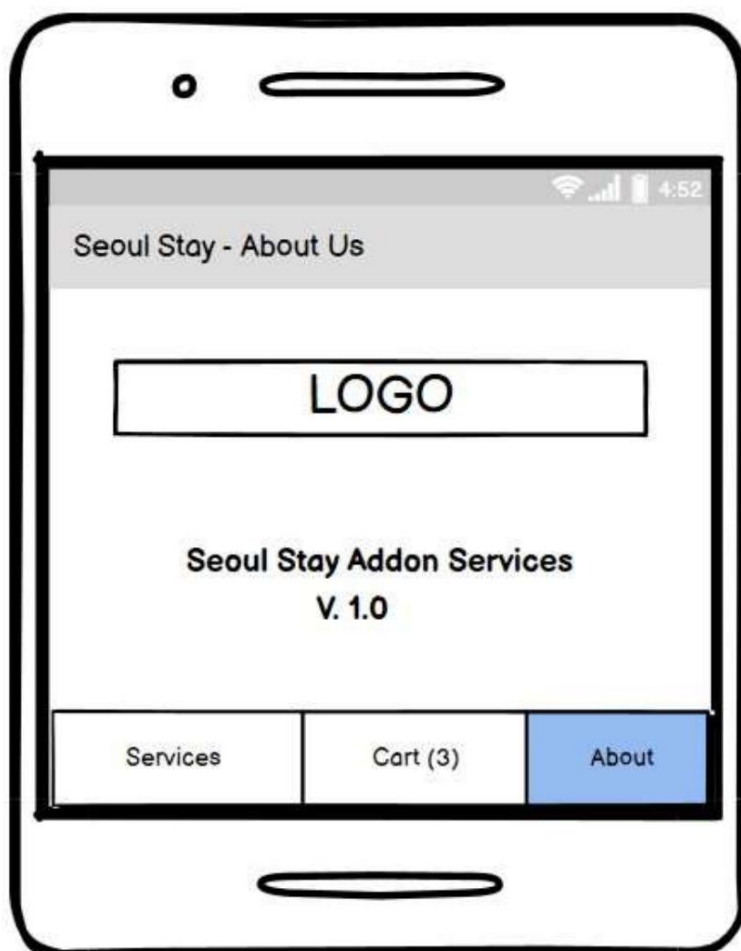 4:52
Seoul Stay - About Us
LOGO
Seoul Stay Addon Services
V. 1.0
Services Cart (3) About